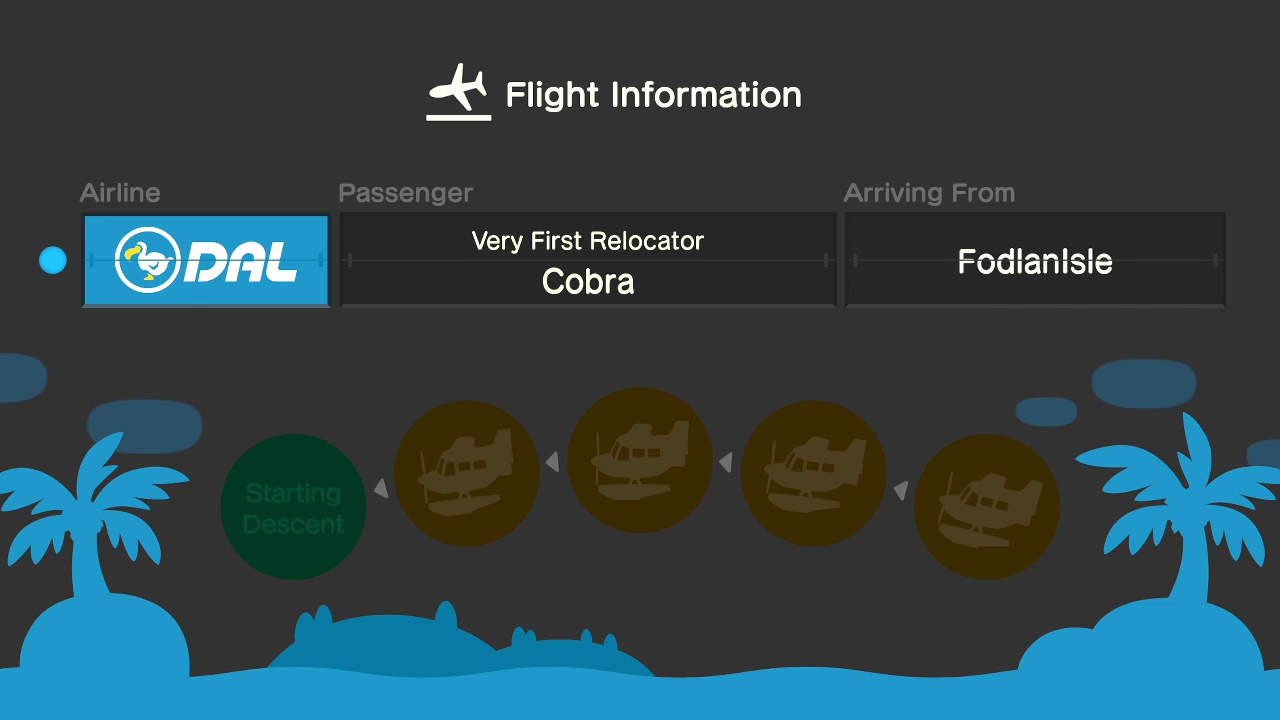 Flight Information
Airline
Passenger
Arriving From
DAL
Very First Relocator
Cobra
FodlanIsle
Starting
Descent